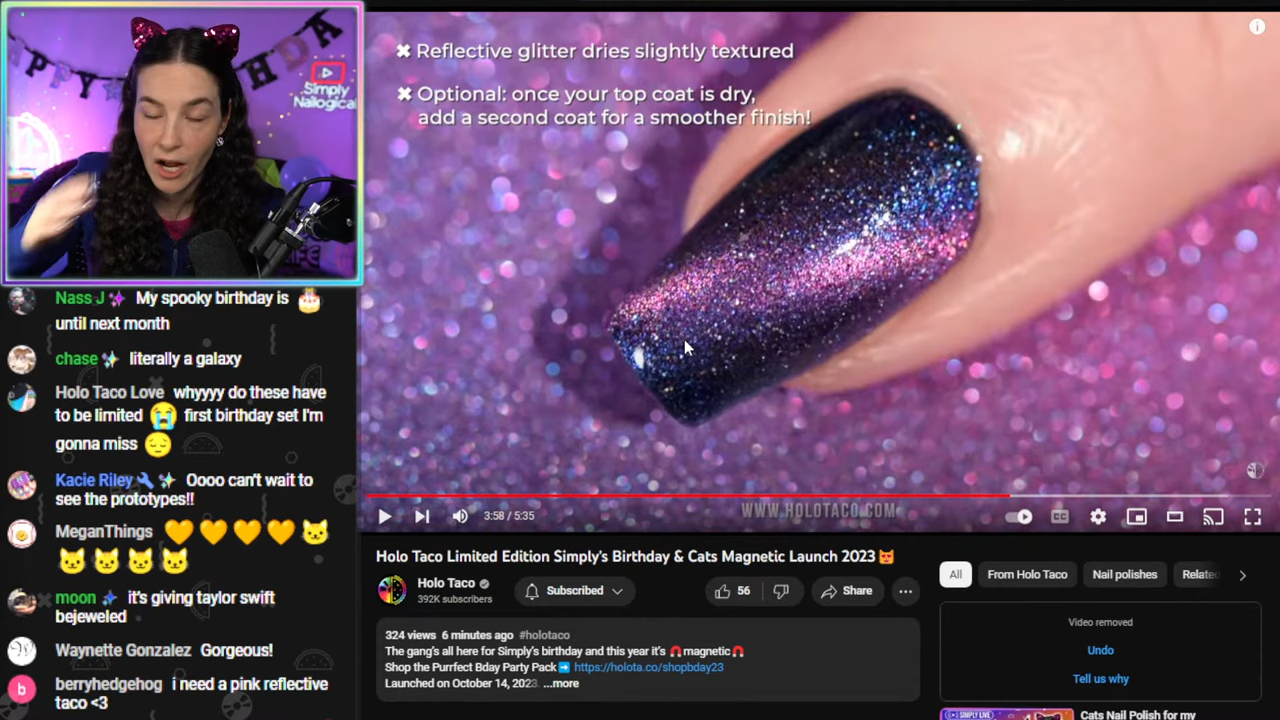 Simply
Nailogical
Nass J My spooky birthday is
until next month
chase literally a galaxy
Holo Taco Love whyyyy do these have
to be limited 😭 first birthday set I'm
gonna miss 😔
Kacie Riley Oooo can't wait to
see the prototypes!!
MeganThings 🧡🧡🧡🧡🐱
🐱🐱🐱🐱
moon it's giving taylor swift
bejeweled
Waynette Gonzalez Gorgeous!
b
berryhedgehog i need a pink reflective
taco <3
✖ Reflective glitter dries slightly textured
✖ Optional: once your top coat is dry,
add a second coat for a smoother finish!
3:58 / 5:35
WWW.HOLOTACO.COM
CC
Holo Taco Limited Edition Simply's Birthday & Cats Magnetic Launch 2023😻
Holo Taco
392K subscribers
Subscribed
56
Share
324 views 6 minutes ago #holotaco
The gang's all here for Simply's birthday and this year it's 🧲magnetic🧲
Shop the Purrfect Bday Party Pack➡️ https://holota.co/shopbday23
Launched on October 14, 2023. ...more
All
From Holo Taco
Nail polishes
Related
Video removed
Undo
Tell us why
SIMPLY LIVE
Cats Nail Polish for my